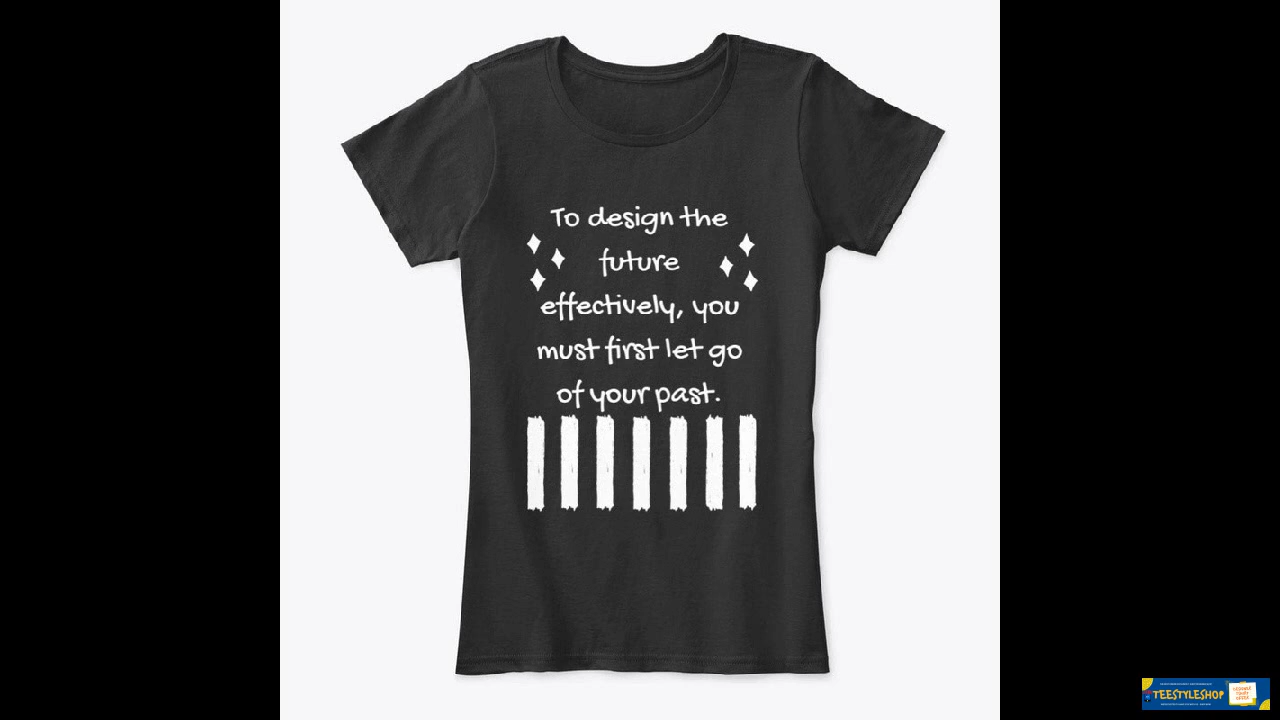 To design the
future
effectively, you
must first let go
of your past.
TEESTYLESHOP